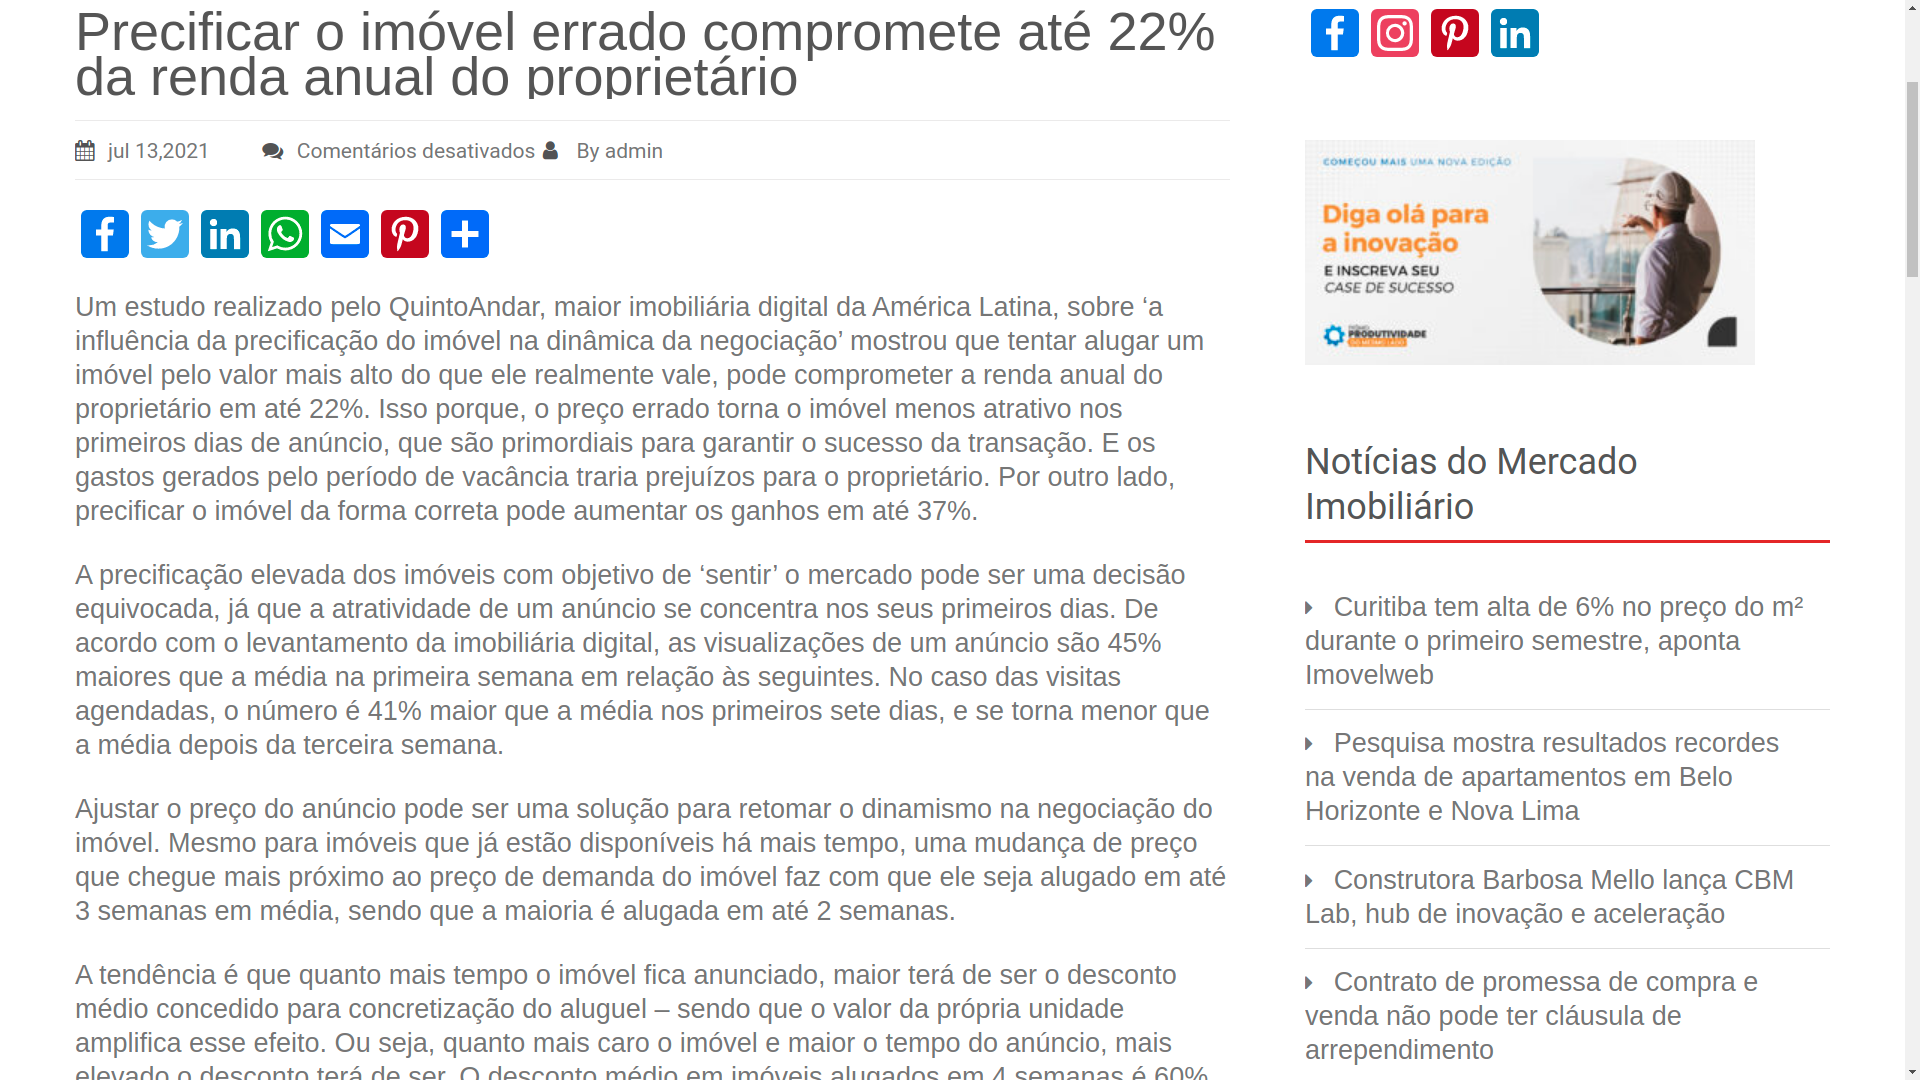 Precificar o imóvel errado compromete até 22%
da renda anual do proprietário
jul 13,2021 Comentários desativados By admin
Um estudo realizado pelo QuintoAndar, maior imobiliária digital da América Latina, sobre ‘a
influência da precificação do imóvel na dinâmica da negociação’ mostrou que tentar alugar um
imóvel pelo valor mais alto do que ele realmente vale, pode comprometer a renda anual do
proprietário em até 22%. Isso porque, o preço errado torna o imóvel menos atrativo nos
primeiros dias de anúncio, que são primordiais para garantir o sucesso da transação. E os
gastos gerados pelo período de vacância traria prejuízos para o proprietário. Por outro lado,
precificar o imóvel da forma correta pode aumentar os ganhos em até 37%.
A precificação elevada dos imóveis com objetivo de ‘sentir’ o mercado pode ser uma decisão
equivocada, já que a atratividade de um anúncio se concentra nos seus primeiros dias. De
acordo com o levantamento da imobiliária digital, as visualizações de um anúncio são 45%
maiores que a média na primeira semana em relação às seguintes. No caso das visitas
agendadas, o número é 41% maior que a média nos primeiros sete dias, e se torna menor que
a média depois da terceira semana.
Ajustar o preço do anúncio pode ser uma solução para retomar o dinamismo na negociação do
imóvel. Mesmo para imóveis que já estão disponíveis há mais tempo, uma mudança de preço
que chegue mais próximo ao preço de demanda do imóvel faz com que ele seja alugado em até
3 semanas em média, sendo que a maioria é alugada em até 2 semanas.
A tendência é que quanto mais tempo o imóvel fica anunciado, maior terá de ser o desconto
médio concedido para concretização do aluguel – sendo que o valor da própria unidade
amplifica esse efeito. Ou seja, quanto mais caro o imóvel e maior o tempo do anúncio, mais
elevado o desconto terá de ser. O desconto médio em imóveis alugados em 4 semanas é 60%
COMEÇOU MAIS UMA NOVA EDIÇÃO
Diga olá para
a inovação
E INSCREVA SEU
CASE DE SUCESSO
PRÊMIO
PRODUTIVIDADE
DO MESMO LADO
Notícias do Mercado
Imobiliário
Curitiba tem alta de 6% no preço do m²
durante o primeiro semestre, aponta
Imovelweb
Pesquisa mostra resultados recordes
na venda de apartamentos em Belo
Horizonte e Nova Lima
Construtora Barbosa Mello lança CBM
Lab, hub de inovação e aceleração
Contrato de promessa de compra e
venda não pode ter cláusula de
arrependimento